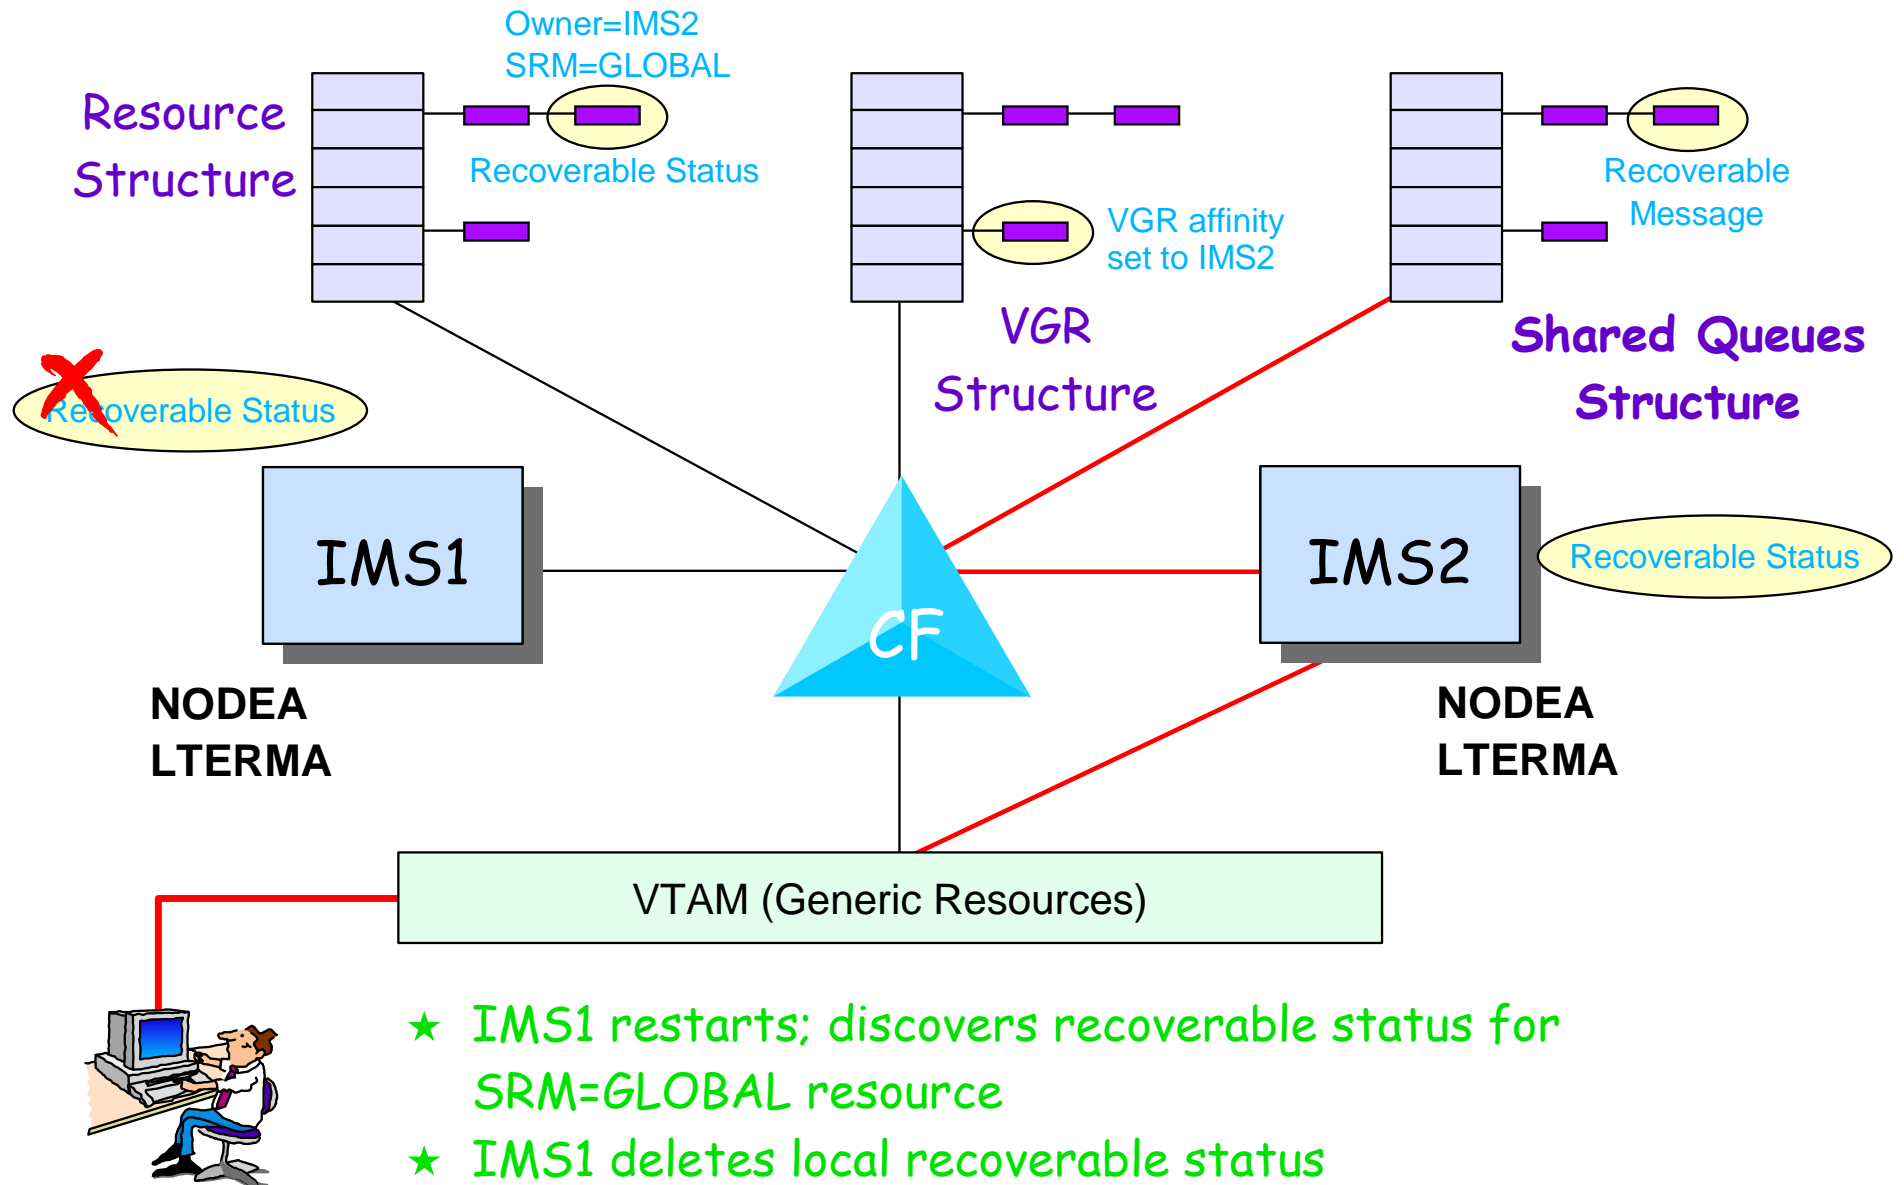 Owner=IMS2
SRM=GLOBAL
Resource
Structure
Recoverable Status
VGR affinity
set to IMS2
VGR
Structure
Recoverable
Message
Shared Queues
Structure
Recoverable Status
IMS1
CF
IMS2
Recoverable Status
NODEA
LTERMA
NODEA
LTERMA
VTAM (Generic Resources)
★ IMS1 restarts; discovers recoverable status for
SRM=GLOBAL resource
★ IMS1 deletes local recoverable status